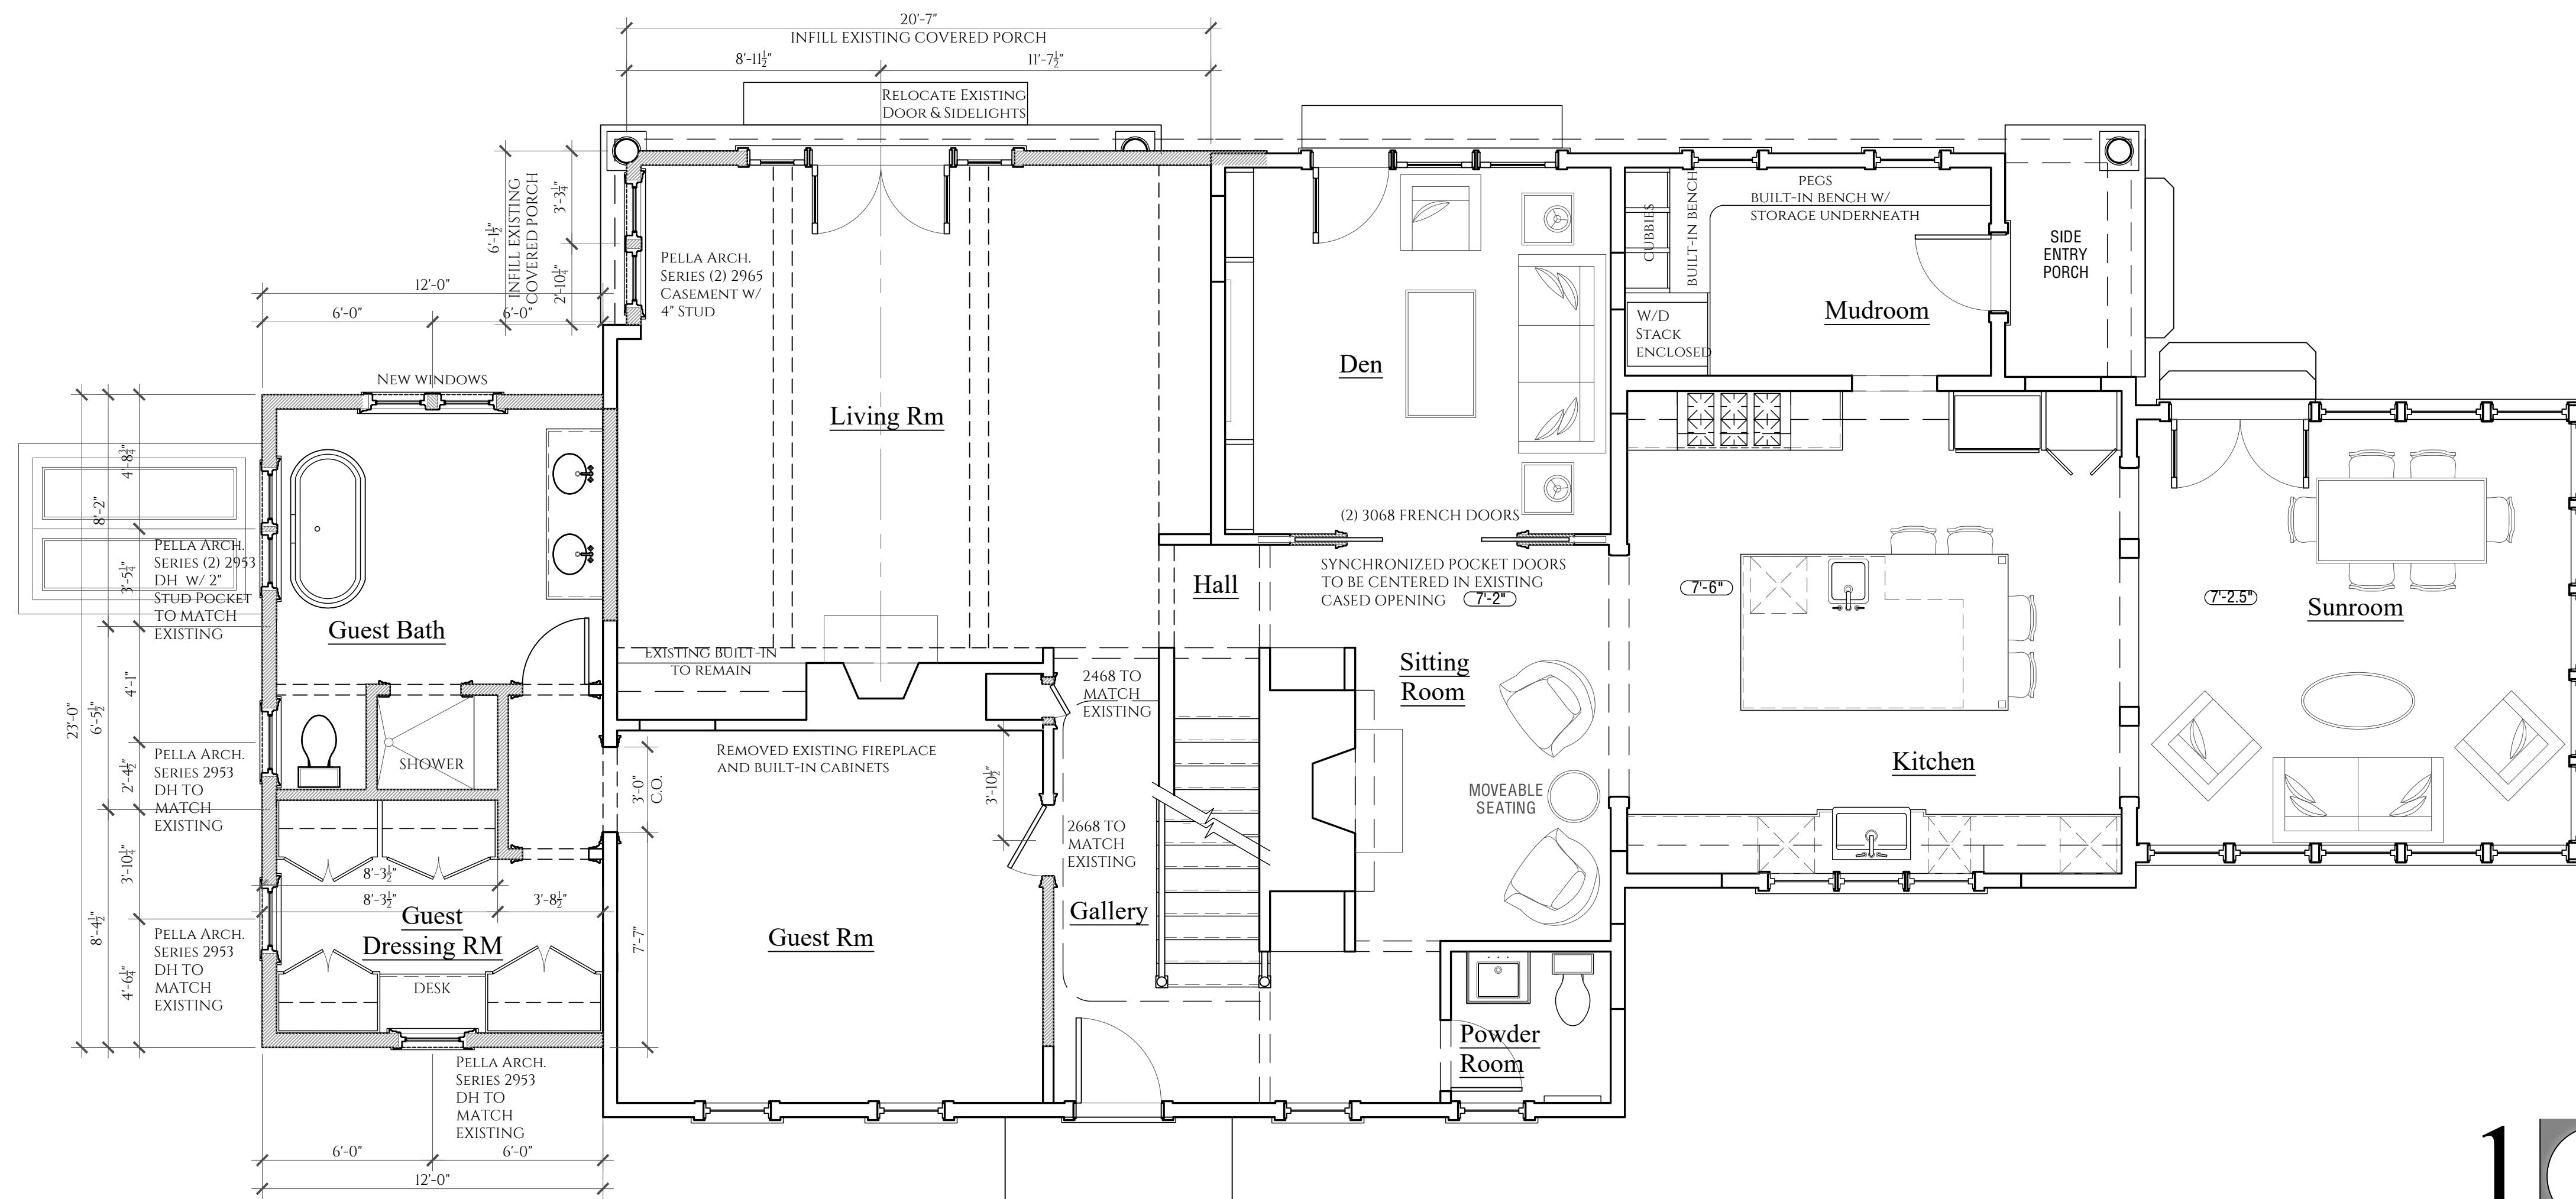 20'-7"
INFILL EXISTING COVERED PORCH
8'-11½"
11'-7½"
RELOCATE EXISTING
DOOR & SIDELIGHTS
6'-1½"
INFILL EXISTING
COVERED PORCH
3'-3¼"
2'-10¼"
12'-0"
6'-0"
6'-0"
PELLA ARCH.
SERIES (2) 2965
CASEMENT W/
4" STUD
CUBBIES
BUILT-IN BENCH
PEGS
BUILT-IN BENCH W/
STORAGE UNDERNEATH
SIDE
ENTRY
PORCH
Mudroom
W/D
STACK
ENCLOSED
Den
NEW WINDOWS
Living Rm
23'-0"
8'-2"
4'-8¾"
3'-5¼"
PELLA ARCH.
SERIES (2) 2953
DH W/ 2"
STUD POCKET
TO MATCH
EXISTING
Guest Bath
(2) 3068 FRENCH DOORS
SYNCHRONIZED POCKET DOORS
TO BE CENTERED IN EXISTING
CASED OPENING
7'-2"
Hall
7'-6"
7'-2.5"
Sunroom
EXISTING BUILT-IN
TO REMAIN
2468 TO
MATCH
EXISTING
Sitting
Room
4'-1"
6'-5½"
2'-4½"
PELLA ARCH.
SERIES 2953
DH TO
MATCH
EXISTING
SHOWER
REMOVED EXISTING FIREPLACE
AND BUILT-IN CABINETS
3'-0"
C.O.
3'-10½"
Kitchen
MOVEABLE
SEATING
2668 TO
MATCH
EXISTING
3'-10¼"
8'-3½"
8'-3½"
3'-8½"
8'-4½"
4'-6¼"
PELLA ARCH.
SERIES 2953
DH TO
MATCH
EXISTING
Guest
Dressing RM
7'-7"
Guest Rm
Gallery
DESK
Powder
Room
PELLA ARCH.
SERIES 2953
DH TO
MATCH
EXISTING
6'-0"
6'-0"
12'-0"
1